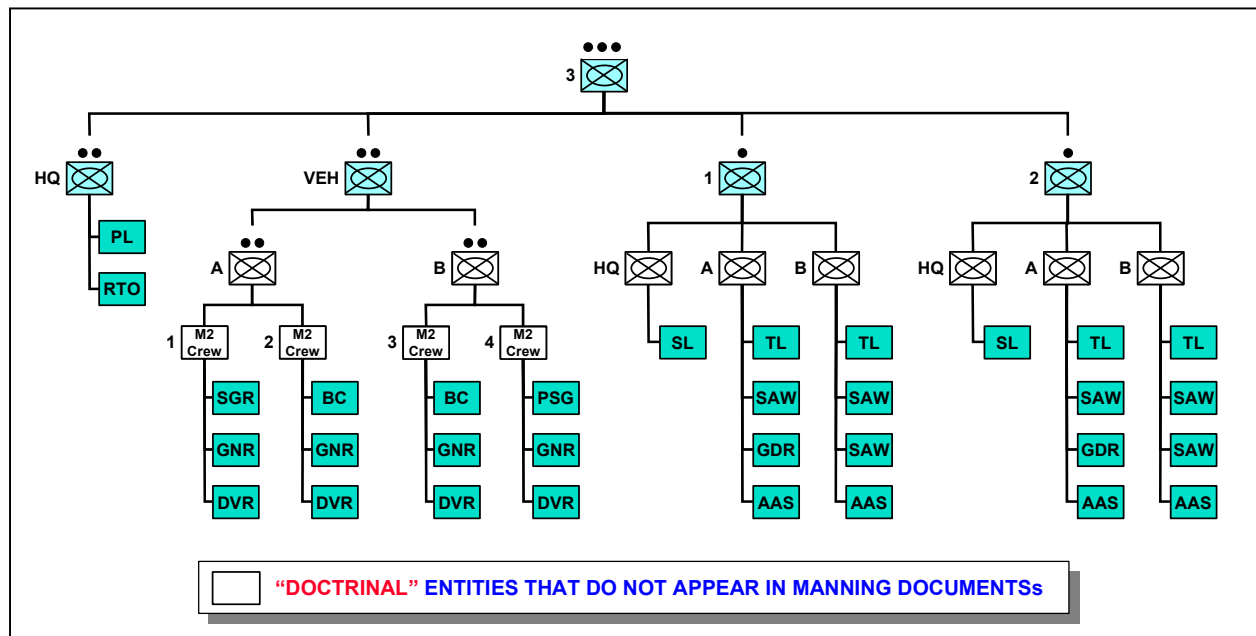 3
HQ
VEH
1
2
PL
RTO
A
B
HQ
A
B
HQ
A
B
1
M2
Crew
2
M2
Crew
3
M2
Crew
4
M2
Crew
SL
TL
TL
SL
TL
TL
SGR
BC
BC
PSG
SAW
SAW
SAW
SAW
GNR
GNR
GNR
GNR
GDR
SAW
GDR
SAW
DVR
DVR
DVR
DVR
AAS
AAS
AAS
AAS
“DOCTRINAL” ENTITIES THAT DO NOT APPEAR IN MANNING DOCUMENTSs